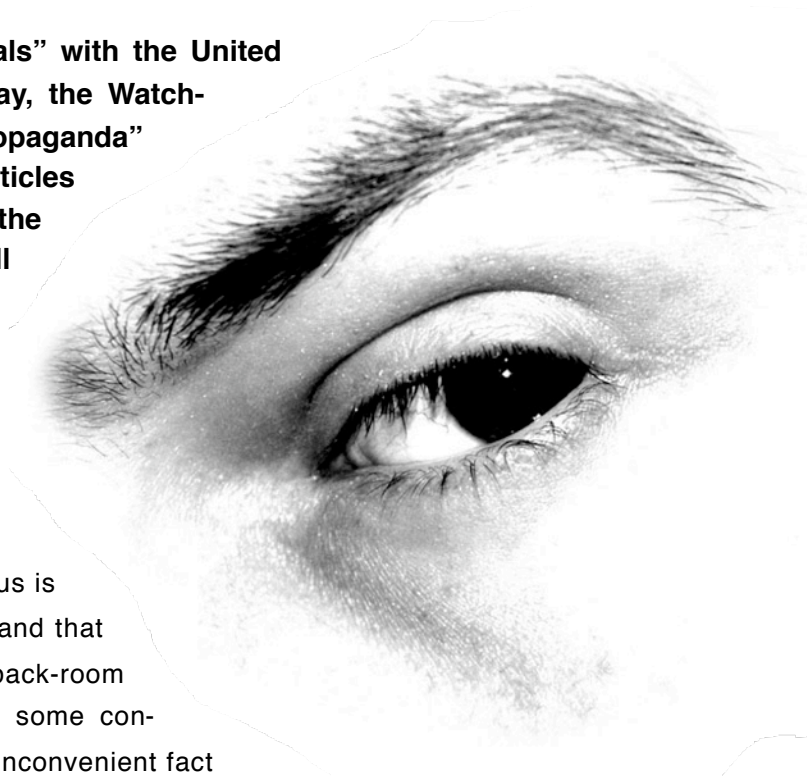 als” with the United
ay, the Watch-
opaganda”
ticles
the
ll
us is
and that
back-room
some con-
nconvenient fact